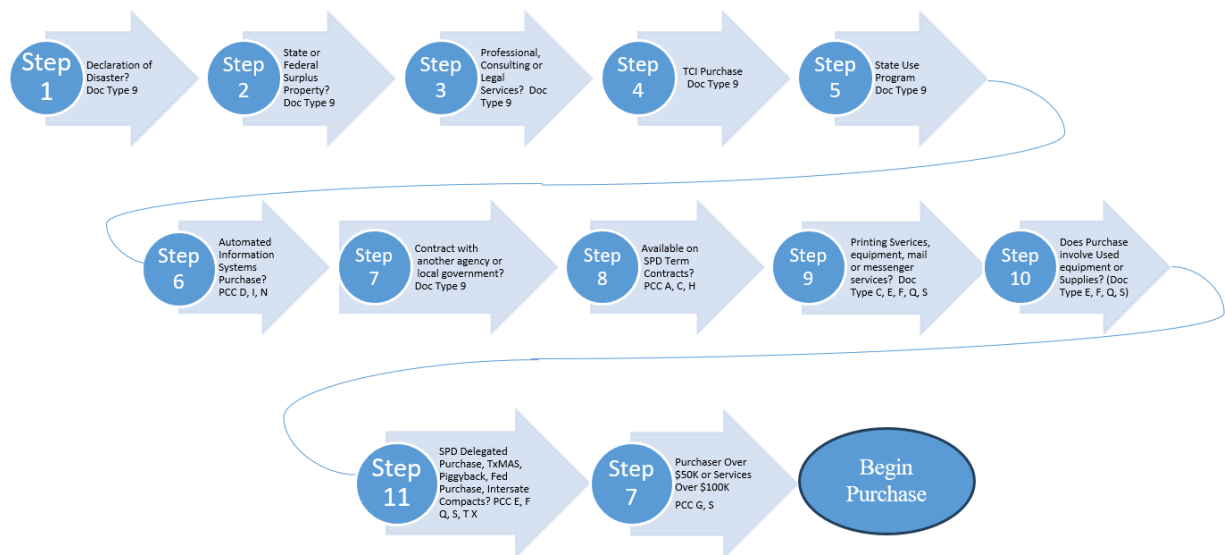 Step
1
Declaration of
Disaster?
Doc Type 9
Step
2
State or
Federal
Surplus
Property?
Doc Type 9
Step
3
Professional,
Consulting or
Legal
Services? Doc
Type 9
Step
4
TCI Purchase
Doc Type 9
Step
5
State Use
Program
Doc Type 9
Step
6
Automated
Information
Systems
Purchase?
PCC D, I, N
Step
7
Contract with
another agency or
local government?
Doc Type 9
Step
8
Available on
SPD Term
Contracts?
PCC A, C, H
Step
9
Printing Sverices,
equipment, mail
or messenger
services? Doc
Type C, E, F, Q, S
Step
10
Does Purchase
involve Used
equipment or
Supplies? (Doc
Type E, F, Q, S)
Step
11
SPD Delegated
Purchase, TxMAS,
Piggyback, Fed
Purchase, Intersate
Compacts? PCC E, F
Q, S, T X
Step
7
Purchaser Over
$50K or Services
Over $100K
PCC G, S
Begin
Purchase